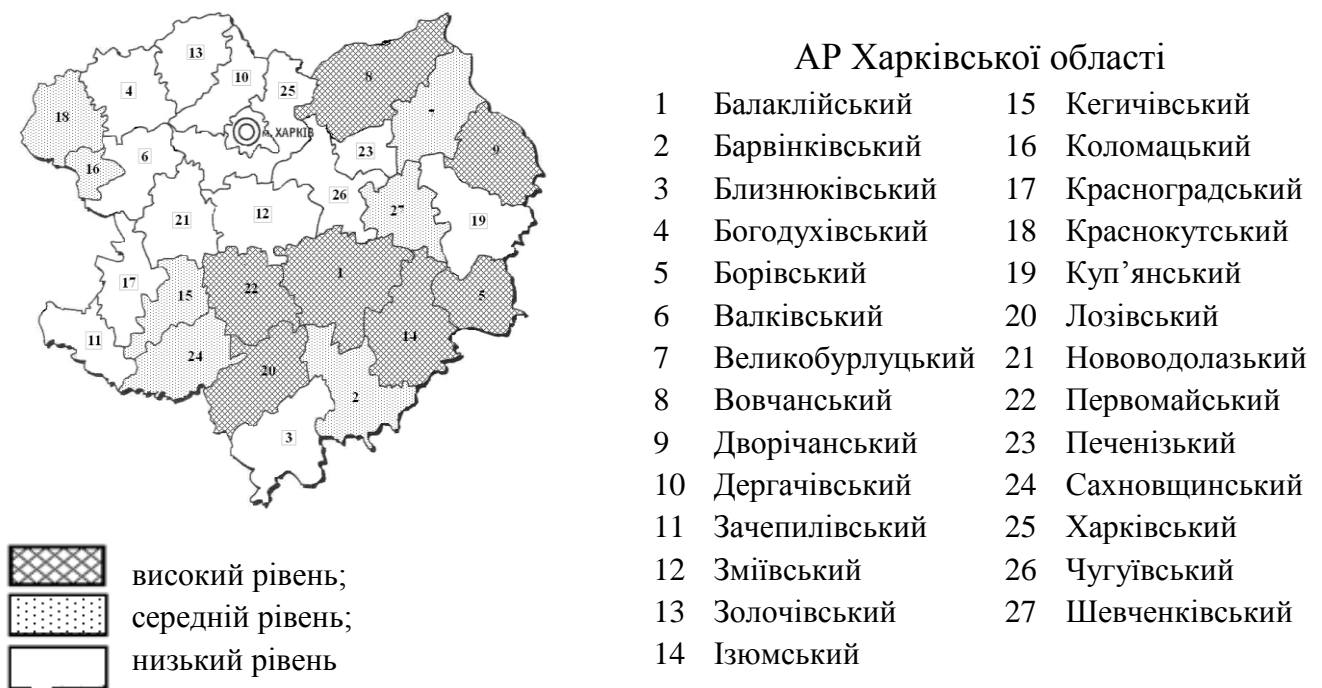 13
10
4
25
8
18
м. ХАРКІВ
7
6
23
9
16
26
21
12
27
19
17
15
22
1
5
11
24
14
20
2
3
високий рівень;
середній рівень;
низький рівень
АР Харківської області
1 Балаклійський 15 Кегичівський
2 Барвінківський 16 Коломацький
3 Близнюківський 17 Красноградський
4 Богодухівський 18 Краснокутський
5 Борівський 19 Куп’янський
6 Валківський 20 Лозівський
7 Великобурлуцький 21 Нововодолазький
8 Вовчанський 22 Первомайський
9 Дворічанський 23 Печенізький
10 Дергачівський 24 Сахновщинський
11 Зачепилівський 25 Харківський
12 Зміївський 26 Чугуївський
13 Золочівський 27 Шевченківський
14 Ізюмський